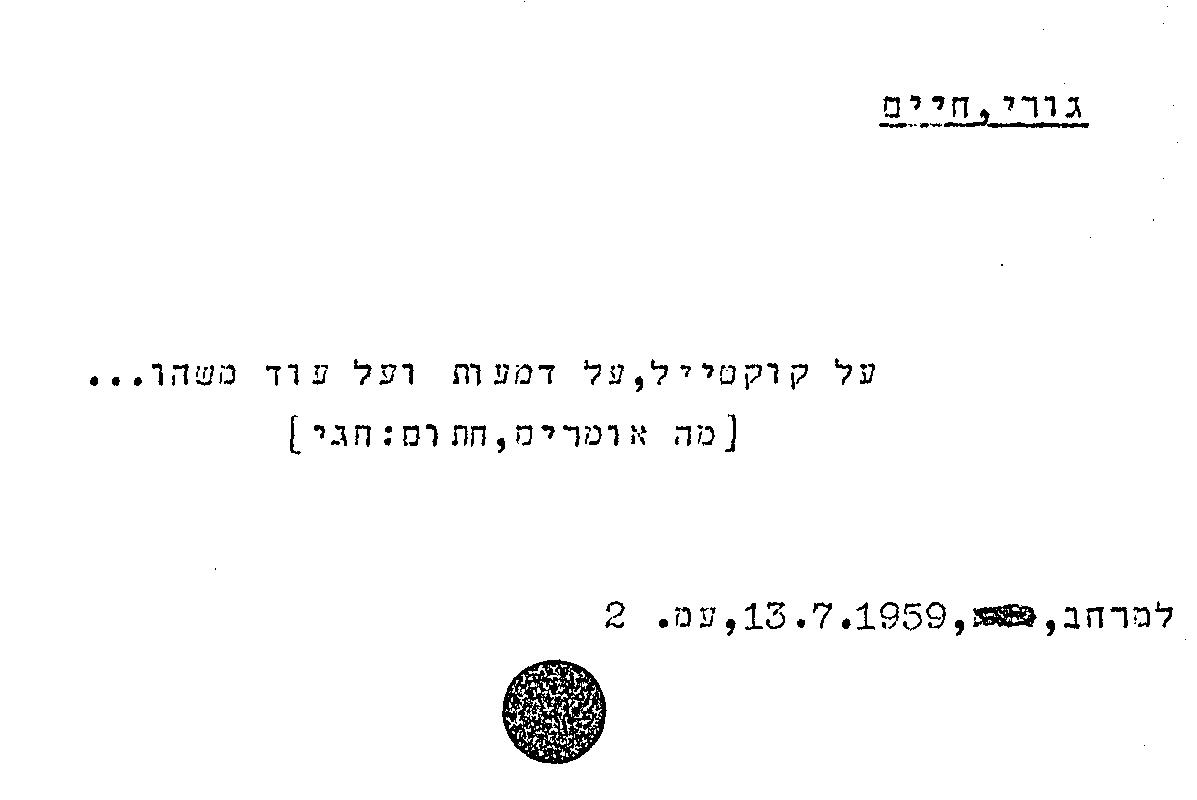 גורי,חיים
על קוקטייל,על דמעות ועל עוד משהו...
[מה אומרים,חתום:חגי]
למרחב,,13.7.1959,עמ. 2